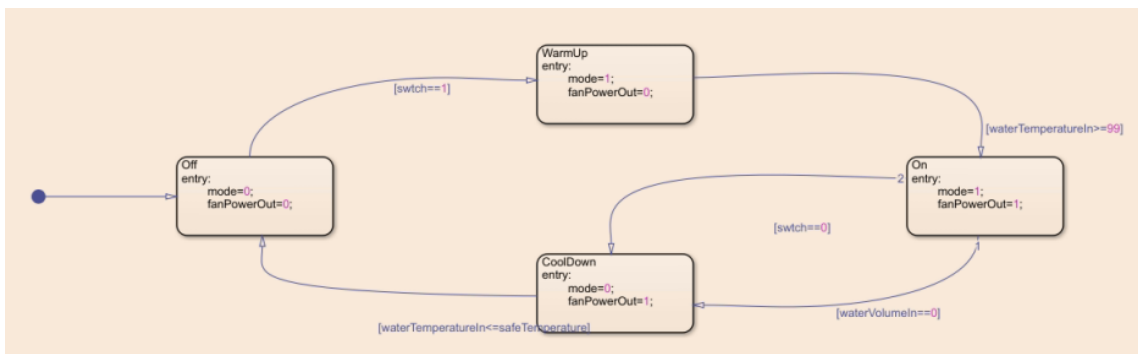 WarmUp
entry:
mode=1;
fanPowerOut=0;
[swtch==1]
[waterTemperatureIn>=99]
Off
entry:
mode=0;
fanPowerOut=0;
On
entry:
mode=1;
fanPowerOut=1;
2
[swtch==0]
1
CoolDown
entry:
mode=0;
fanPowerOut=1;
[waterVolumeIn==0]
[waterTemperatureIn<=safeTemperature]